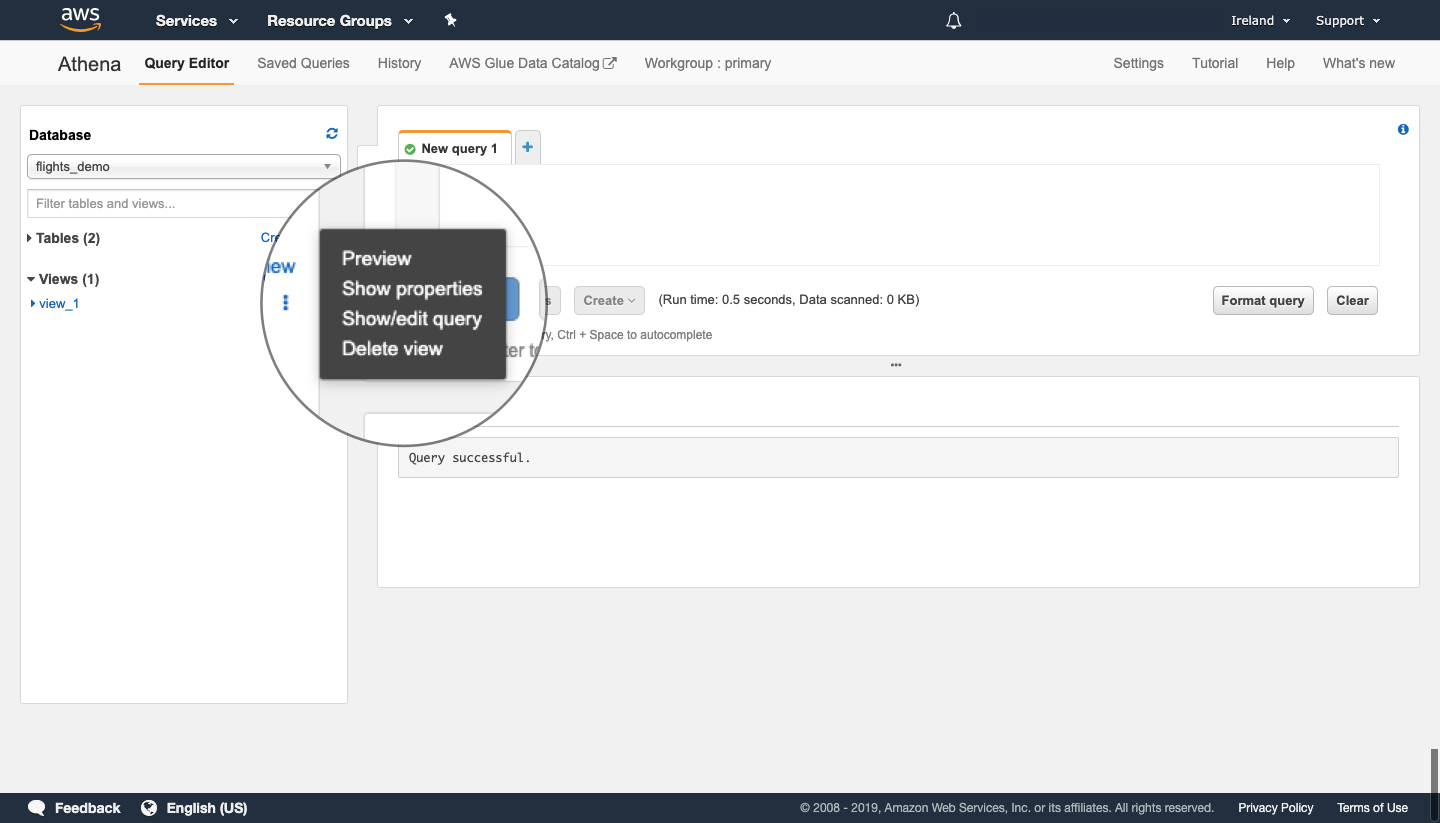 aws Services Resource Groups Ireland Support
Athena Query Editor Saved Queries History AWS Glue Data Catalog Workgroup : primary Settings Tutorial Help What's new
Database
flights_demo
Filter tables and views...
Tables (2)
Views (1)
view_1
New query 1
+
Preview
Show properties
Show/edit query
Delete view
Create
(Run time: 0.5 seconds, Data scanned: 0 KB)
Format query
Clear
Ctrl + Space to autocomplete
Query successful.
Feedback English (US) © 2008 - 2019, Amazon Web Services, Inc. or its affiliates. All rights reserved. Privacy Policy Terms of Use